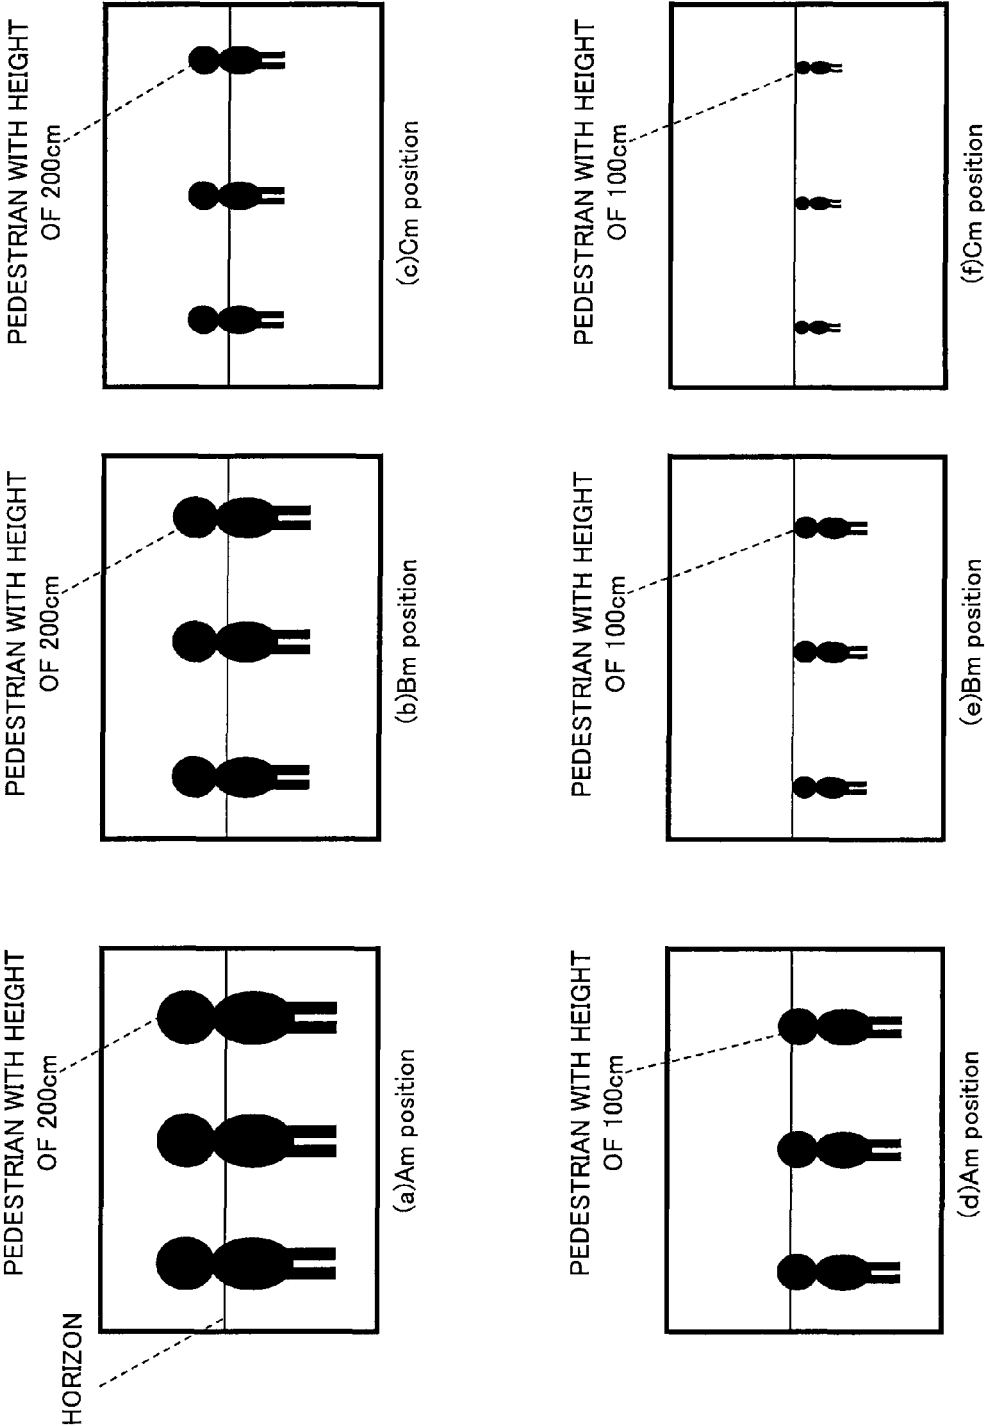 HORIZON
PEDESTRIAN WITH HEIGHT
OF 200cm
(a)Am position
PEDESTRIAN WITH HEIGHT
OF 200cm
(b)Bm position
PEDESTRIAN WITH HEIGHT
OF 200cm
(c)Cm position
PEDESTRIAN WITH HEIGHT
OF 100cm
(d)Am position
PEDESTRIAN WITH HEIGHT
OF 100cm
(e)Bm position
PEDESTRIAN WITH HEIGHT
OF 100cm
(f)Cm position